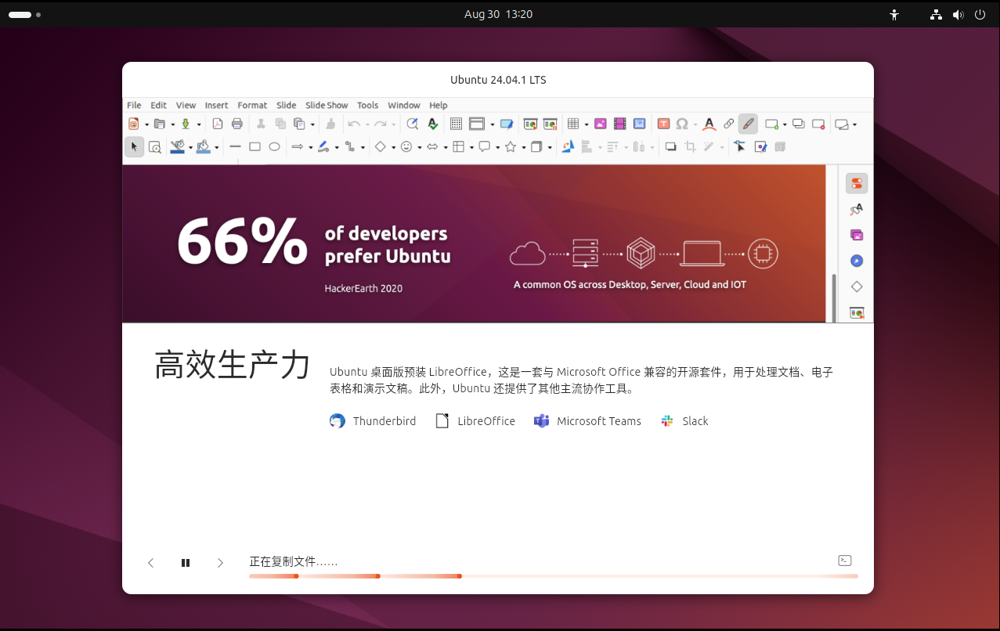 Aug 30 13:20
Ubuntu 24.04.1 LTS
File Edit View Insert Format Slide Slide Show Tools Window Help
66%
of developers
prefer Ubuntu
HackerEarth 2020
A common OS across Desktop, Server, Cloud and IOT
高效生产力
Ubuntu 桌面版预装 LibreOffice，这是一套与 Microsoft Office 兼容的开源套件，用于处理文档、电子
表格和演示文稿。此外，Ubuntu 还提供了其他主流协作工具。
Thunderbird LibreOffice Microsoft Teams Slack
正在复制文件……